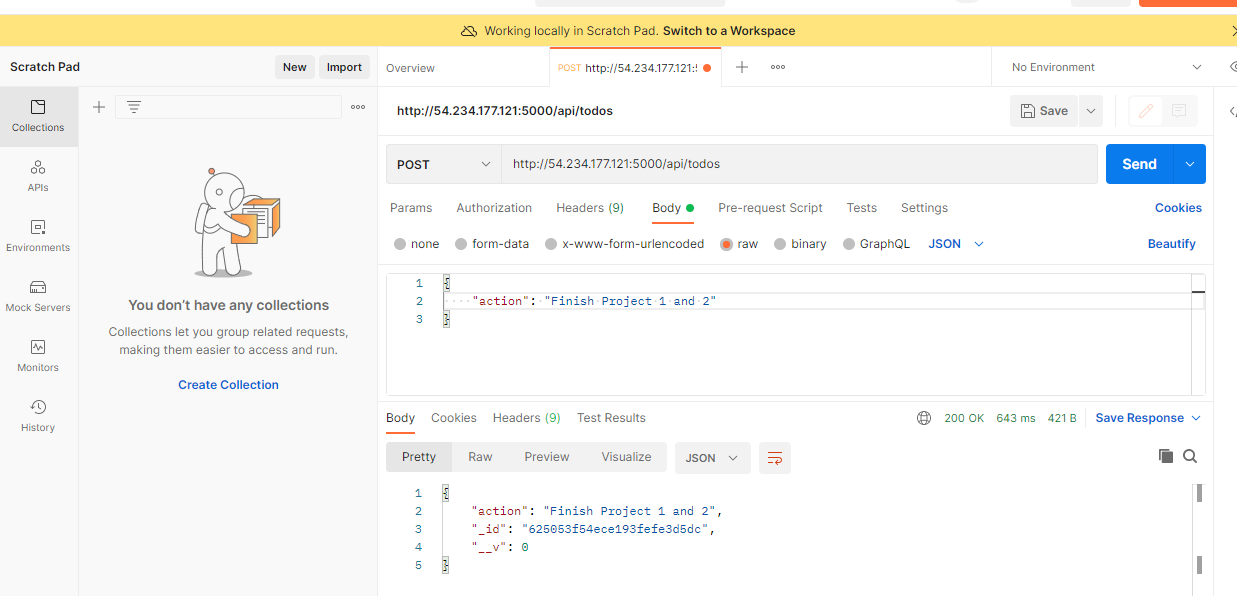 Working locally in Scratch Pad. Switch to a Workspace
Scratch Pad
New
Import
Overview
POST http://54.234.177.121:!
No Environment
Collections
APIs
Environments
Mock Servers
Monitors
History
You don't have any collections
Collections let you group related requests,
making them easier to access and run.
Create Collection
http://54.234.177.121:5000/api/todos
Save
POST
http://54.234.177.121:5000/api/todos
Send
Params
Authorization
Headers (9)
Body
Pre-request Script
Tests
Settings
Cookies
none
form-data
x-www-form-urlencoded
raw
binary
GraphQL
JSON
Beautify
1 {
2 "action": "Finish Project 1 and 2"
3 }
Body
Cookies
Headers (9)
Test Results
200 OK
643 ms
421 B
Save Response
Pretty
Raw
Preview
Visualize
JSON
1 {
2 "action": "Finish Project 1 and 2",
3 "_id": "625053f54ece193fefe3d5dc",
4 "__v": 0
5 }